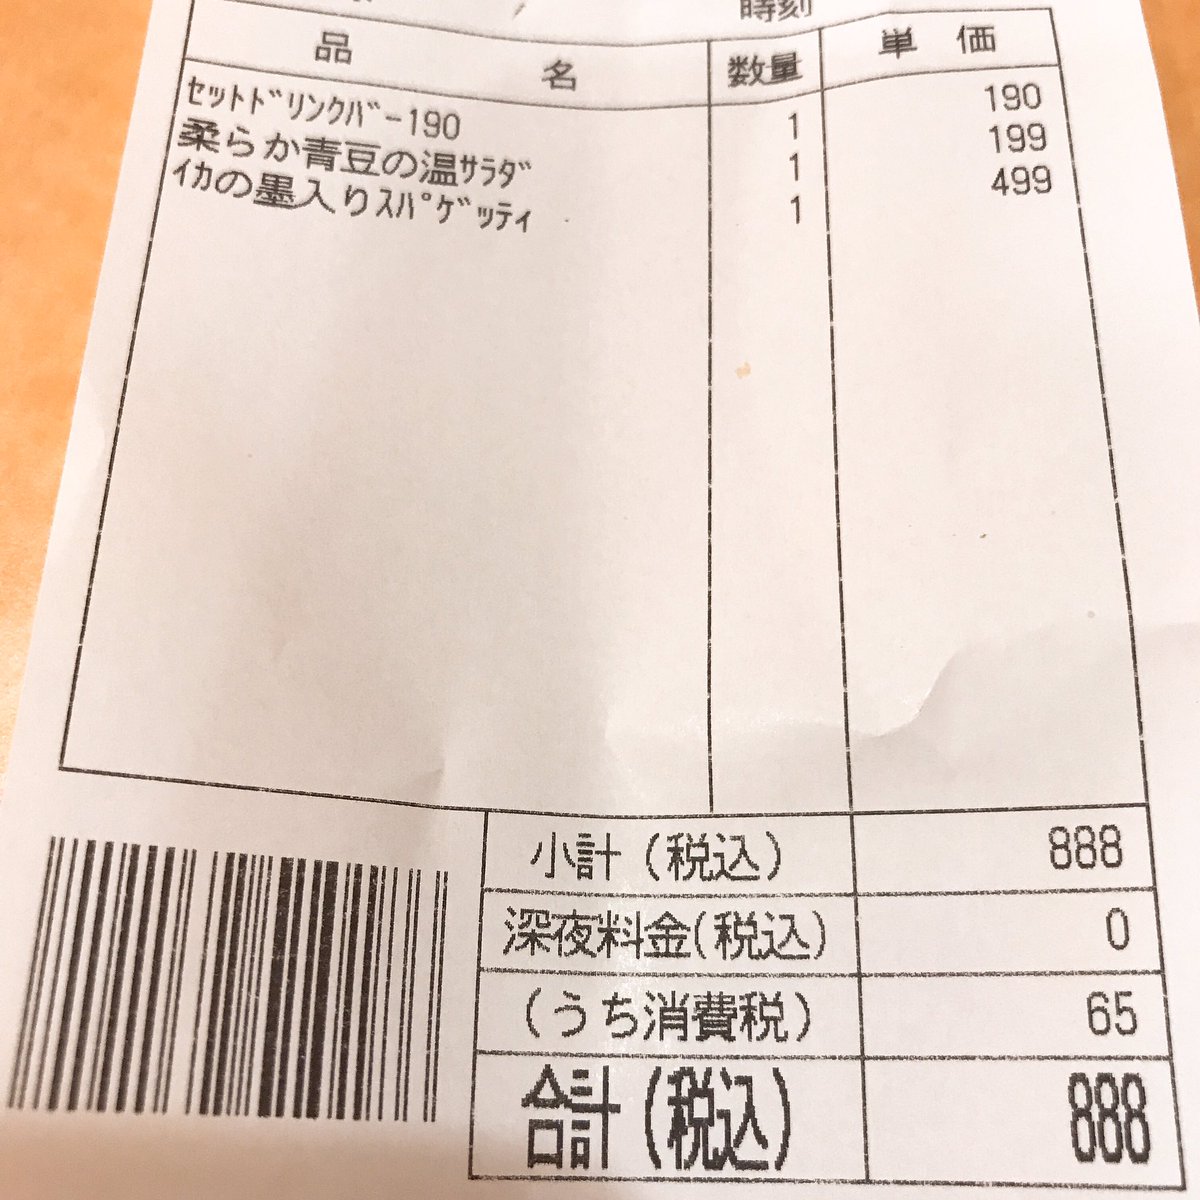 時刻
品 名 数量 単 価
ｾｯﾄﾄﾞﾘﾝｸﾊﾞｰ190 1 190
柔らか青豆の温ｻﾗﾀﾞ 1 199
ｲｶの墨入りｽﾊﾟｹﾞｯﾃｨ 1 499
小計(税込) 888
深夜料金(税込) 0
(うち消費税) 65
合計(税込) 888